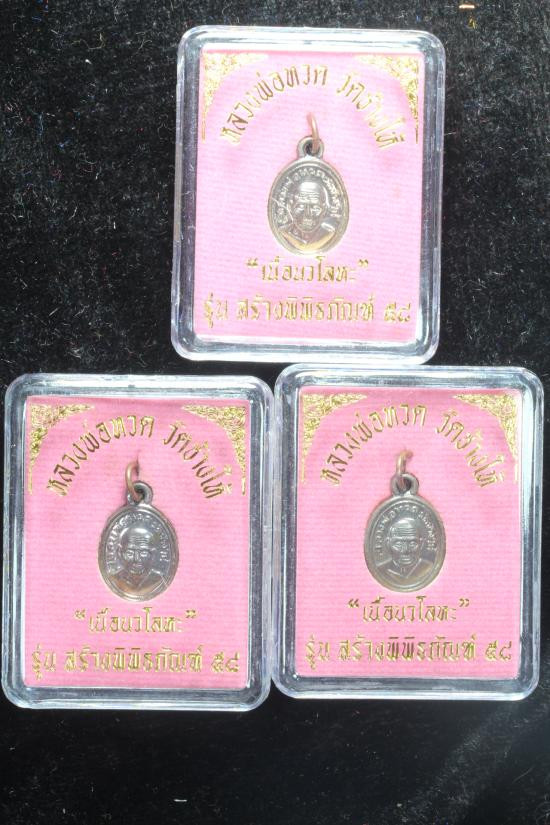 หลวงพ่อทวด วัดช้างให้
“เนื้อนวโลหะ”
รุ่น สร้างพิพิธภัณฑ์ ๕๔
หลวงพ่อทวด วัดช้างให้
“เนื้อนวโลหะ”
รุ่น สร้างพิพิธภัณฑ์ ๕๔
หลวงพ่อทวด วัดช้างให้
“เนื้อนวโลหะ”
รุ่น สร้างพิพิธภัณฑ์ ๕๔